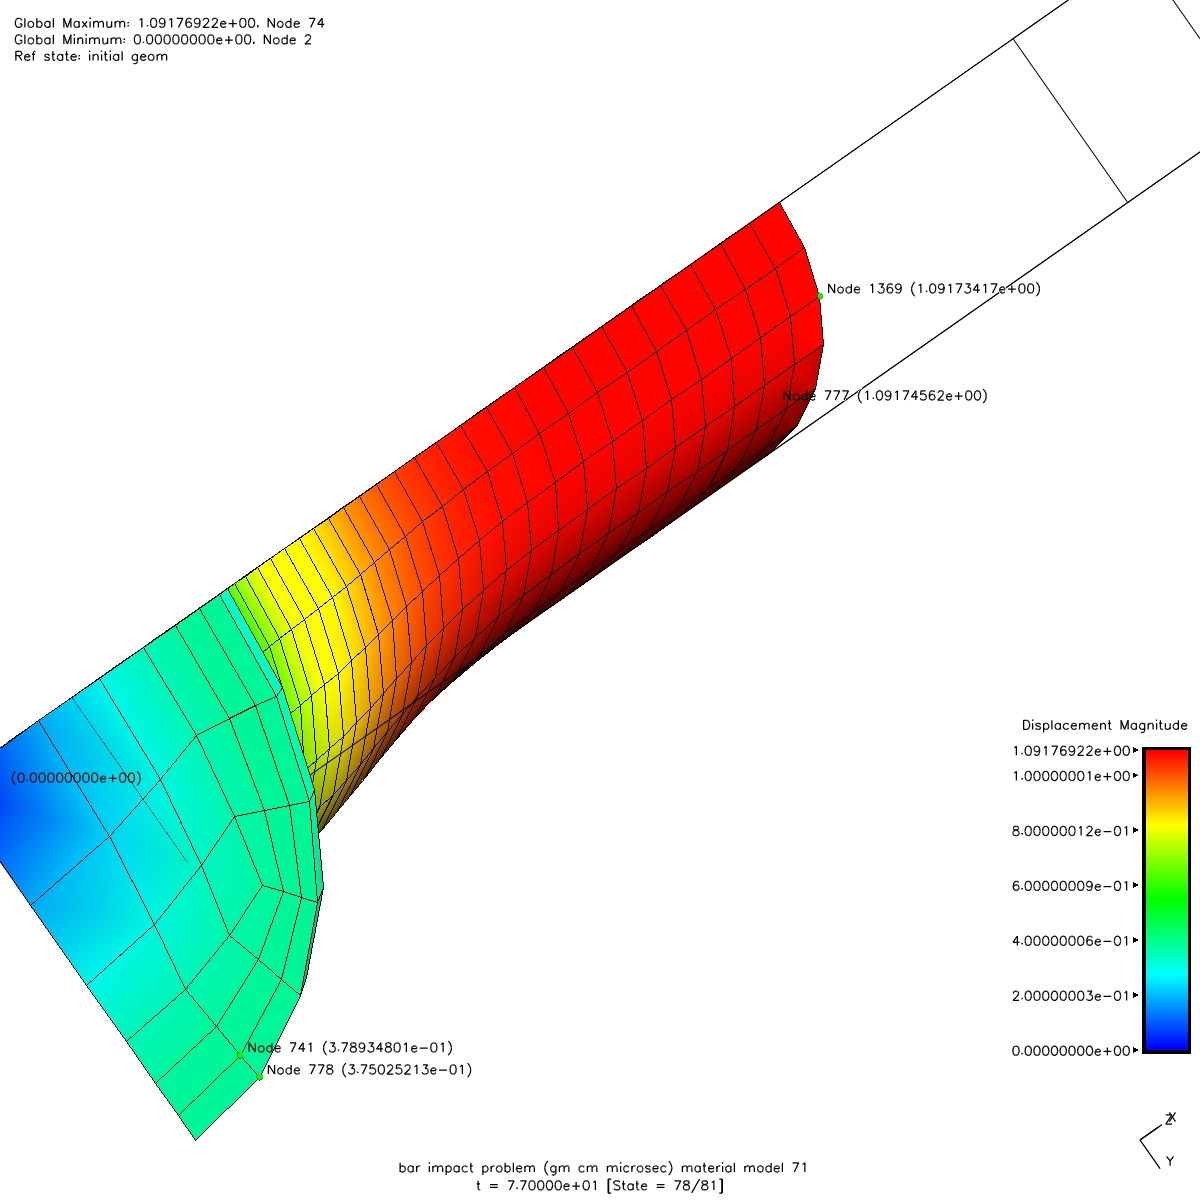 Global Maximum: 1.09176922e+00, Node 74
Global Minimum: 0.00000000e+00, Node 2
Ref state: initial geom
Node 1369 (1.09173417e+00)
Node 777 (1.09174562e+00)
Displacement Magnitude
1.09176922e+00
1.00000001e+00
8.00000012e-01
6.00000009e-01
4.00000006e-01
2.00000003e-01
0.00000000e+00
(0.00000000e+00)
Node 741 (3.78934801e-01)
Node 778 (3.75025213e-01)
Z X
Y
bar impact problem (gm cm microsec) material model 71
t = 7.70000e+01 [State = 78/81]